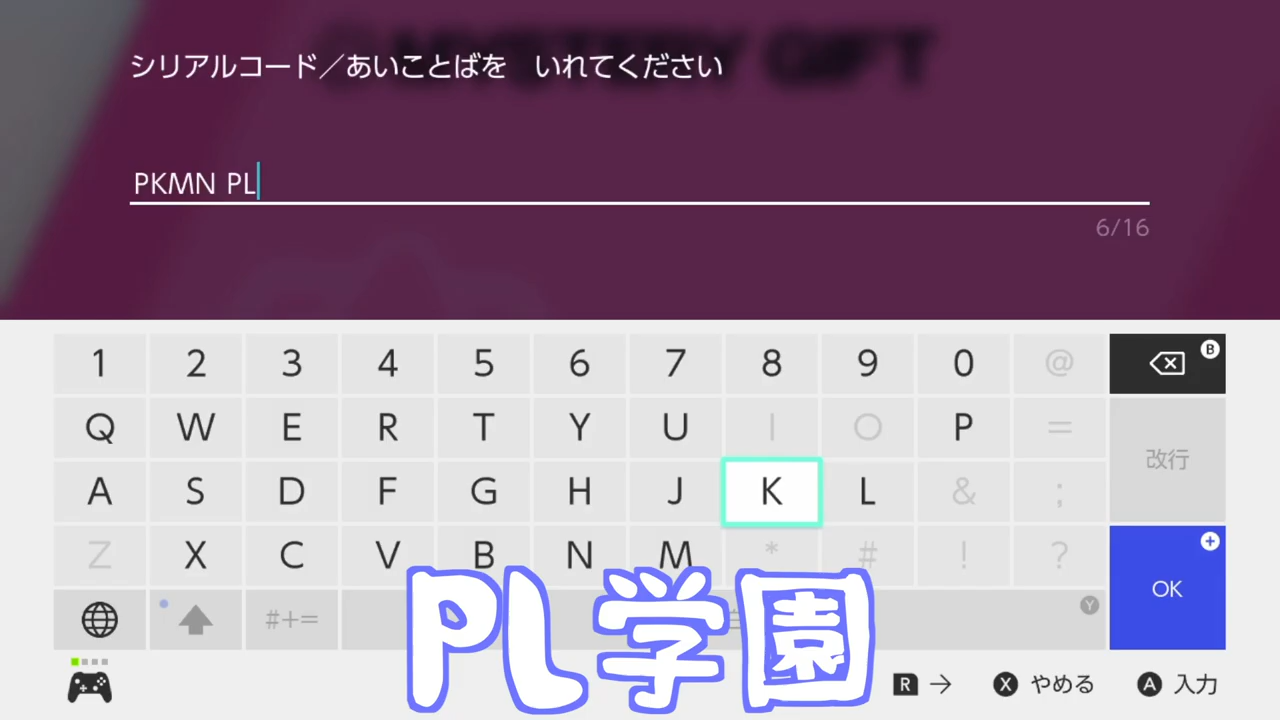 MYSTERY GIFT
シリアルコード／あいことばを　いれてください
PKMN PL
6/16
1 2 3 4 5 6 7 8 9 0 @ B
Q W E R T Y U I O P = 改行
A S D F G H J K L & ;
Z X C V B N M * # ! ? +
OK
#+= Y
PL学園
R → X やめる A 入力